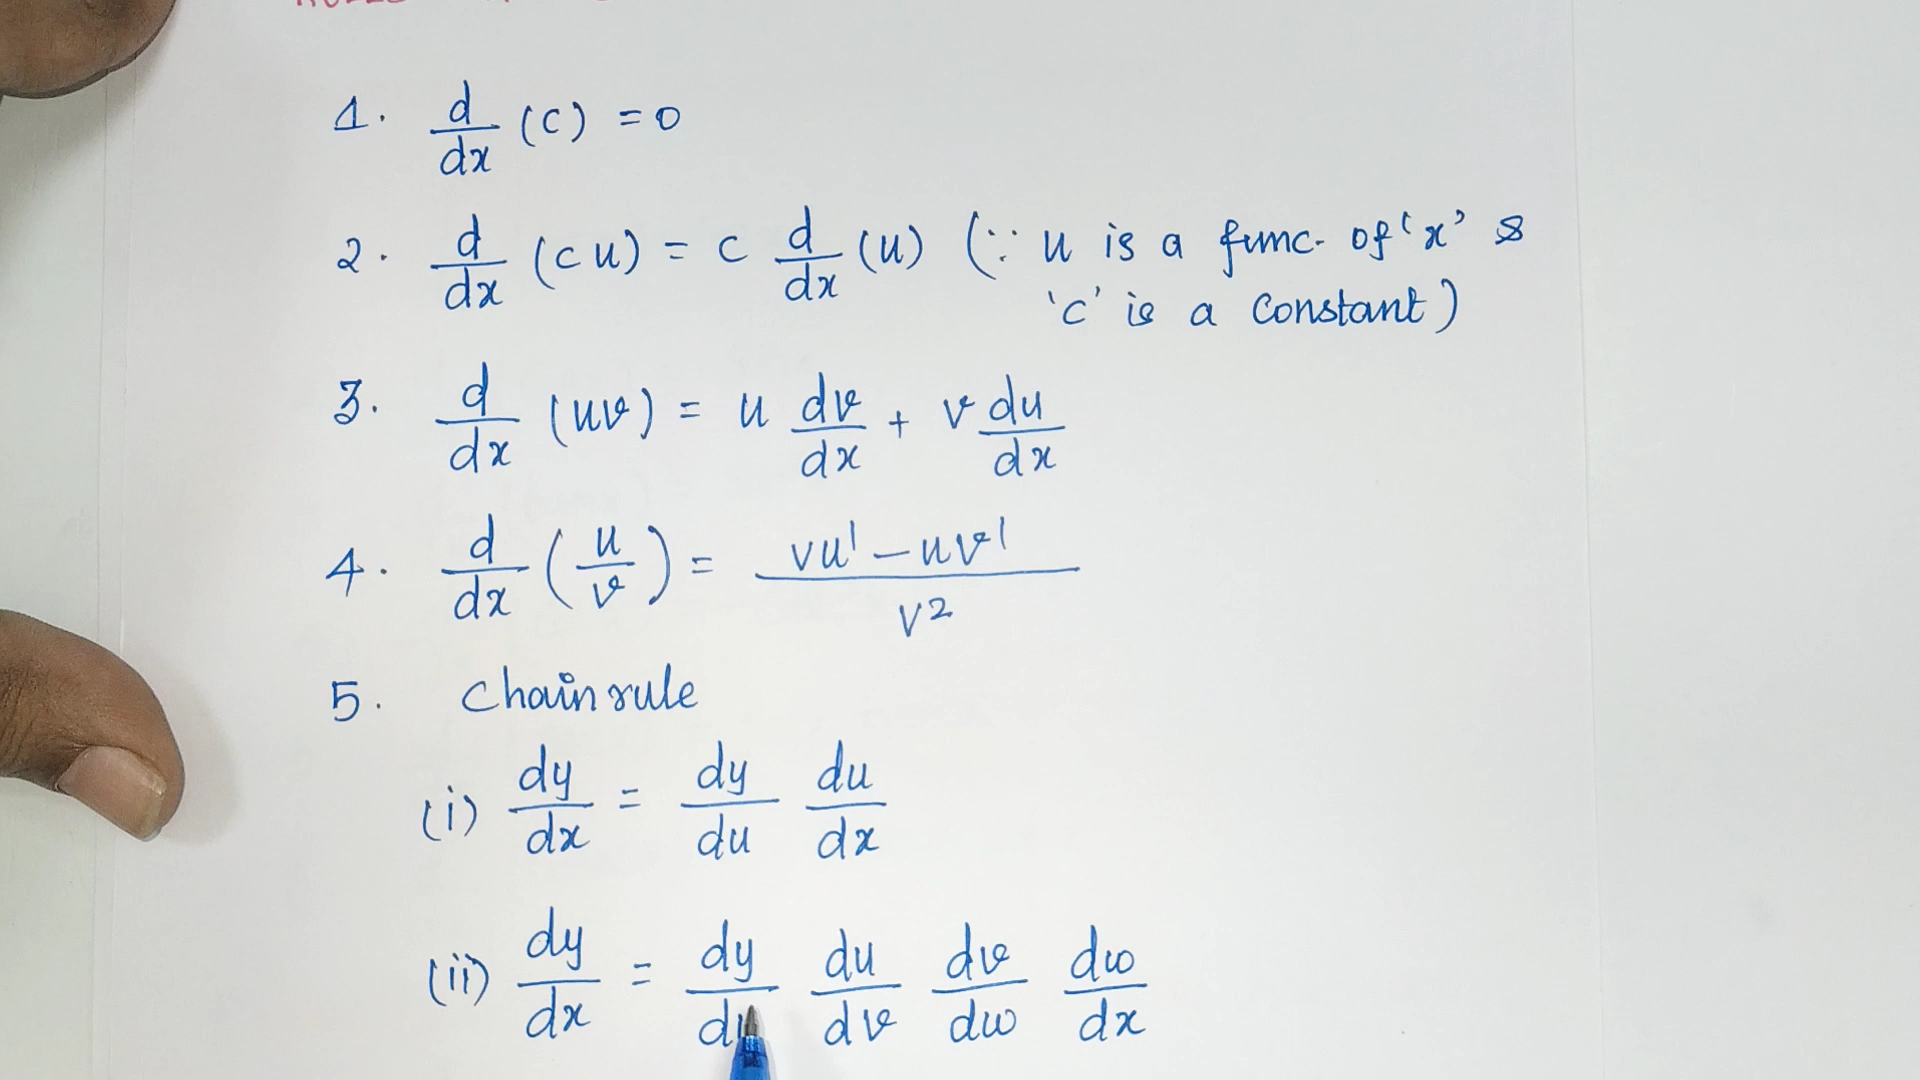 1. d/dx (c) = 0
2. d/dx (cu) = c d/dx (u) (∵ u is a func. of 'x' &
'c' is a constant)
3. d/dx (uv) = u dv/dx + v du/dx
4. d/dx (u/v) = vu' - uv' / v²
5. Chain rule
(i) dy/dx = dy/du du/dx
(ii) dy/dx = dy/du du/dv dv/dw dw/dx